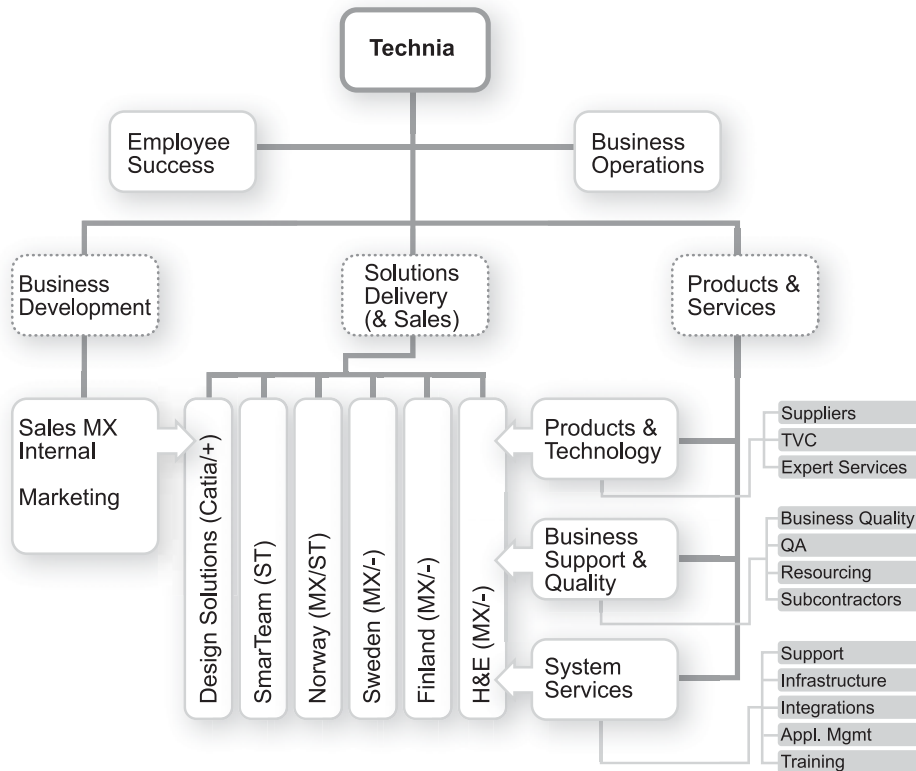 Technia
Employee
Success
Business
Operations
Business
Development
Solutions
Delivery
(& Sales)
Products &
Services
Sales MX
Internal
Marketing
Design Solutions (Catia/+)
SmarTeam (ST)
Norway (MX/ST)
Sweden (MX/-)
Finland (MX/-)
H&E (MX/-)
Products &
Technology
Business
Support &
Quality
System
Services
Suppliers
TVC
Expert Services
Business Quality
QA
Resourcing
Subcontractors
Support
Infrastructure
Integrations
Appl. Mgmt
Training